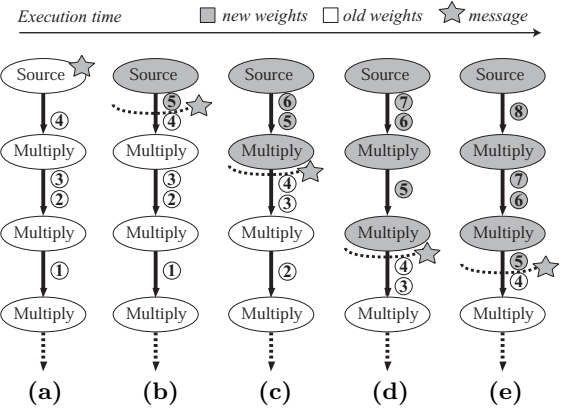 Execution time new weights old weights message
Source Source Source Source Source
4 5 4 6 5 7 6 8
Multiply Multiply Multiply Multiply Multiply
3 2 3 2 4 3 5 7 6
Multiply Multiply Multiply Multiply Multiply
1 1 2 4 3 5 4
Multiply Multiply Multiply Multiply Multiply
(a) (b) (c) (d) (e)